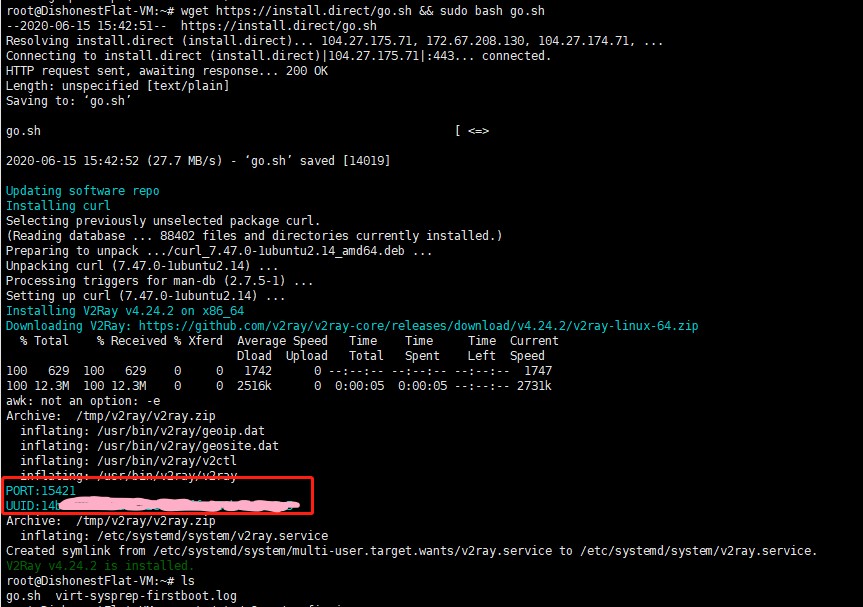 root@DishonestFlat-VM:~# wget https://install.direct/go.sh && sudo bash go.sh
--2020-06-15 15:42:51--  https://install.direct/go.sh
Resolving install.direct (install.direct)... 104.27.175.71, 172.67.208.130, 104.27.174.71, ...
Connecting to install.direct (install.direct)|104.27.175.71|:443... connected.
HTTP request sent, awaiting response... 200 OK
Length: unspecified [text/plain]
Saving to: ‘go.sh’
go.sh [ <=>
2020-06-15 15:42:52 (27.7 MB/s) - ‘go.sh’ saved [14019]
Updating software repo
Installing curl
Selecting previously unselected package curl.
(Reading database ... 88402 files and directories currently installed.)
Preparing to unpack .../curl_7.47.0-1ubuntu2.14_amd64.deb ...
Unpacking curl (7.47.0-1ubuntu2.14) ...
Processing triggers for man-db (2.7.5-1) ...
Setting up curl (7.47.0-1ubuntu2.14) ...
Installing V2Ray v4.24.2 on x86_64
Downloading V2Ray: https://github.com/v2ray/v2ray-core/releases/download/v4.24.2/v2ray-linux-64.zip
% Total    % Received % Xferd  Average Speed   Time    Time     Time  Current
Dload  Upload   Total   Spent    Left  Speed
100   629  100   629    0     0   1742      0 --:--:-- --:--:-- --:--:--  1747
100 12.3M  100 12.3M    0     0  2516k      0  0:00:05  0:00:05 --:--:-- 2731k
awk: not an option: -e
Archive:  /tmp/v2ray/v2ray.zip
inflating: /usr/bin/v2ray/geoip.dat
inflating: /usr/bin/v2ray/geosite.dat
inflating: /usr/bin/v2ray/v2ctl
inflating: /usr/bin/v2ray/v2ray
PORT:15421
UUID:14
Archive:  /tmp/v2ray/v2ray.zip
inflating: /etc/systemd/system/v2ray.service
Created symlink from /etc/systemd/system/multi-user.target.wants/v2ray.service to /etc/systemd/system/v2ray.service.
V2Ray v4.24.2 is installed.
root@DishonestFlat-VM:~# ls
go.sh  virt-sysprep-firstboot.log